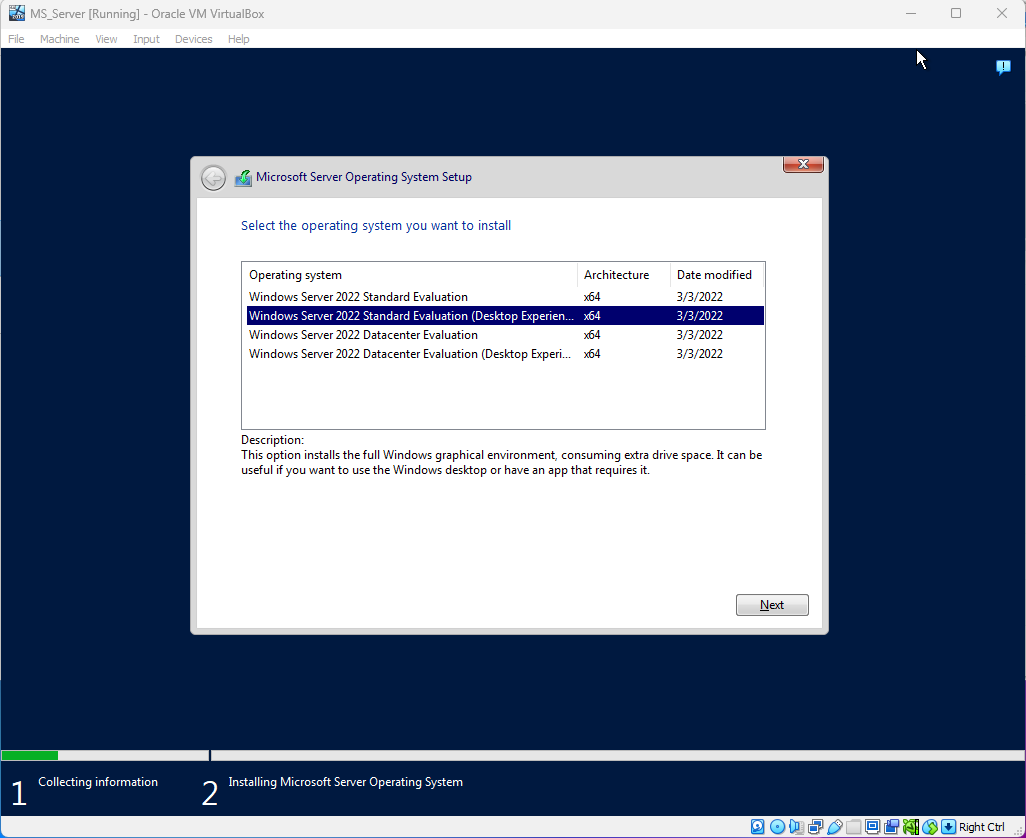 MS_Server [Running] - Oracle VM VirtualBox
File Machine View Input Devices Help
Microsoft Server Operating System Setup
Select the operating system you want to install
Operating system Architecture Date modified
Windows Server 2022 Standard Evaluation x64 3/3/2022
Windows Server 2022 Standard Evaluation (Desktop Experien... x64 3/3/2022
Windows Server 2022 Datacenter Evaluation x64 3/3/2022
Windows Server 2022 Datacenter Evaluation (Desktop Experi... x64 3/3/2022
Description:
This option installs the full Windows graphical environment, consuming extra drive space. It can be
useful if you want to use the Windows desktop or have an app that requires it.
Next
1 Collecting information 2 Installing Microsoft Server Operating System
Right Ctrl